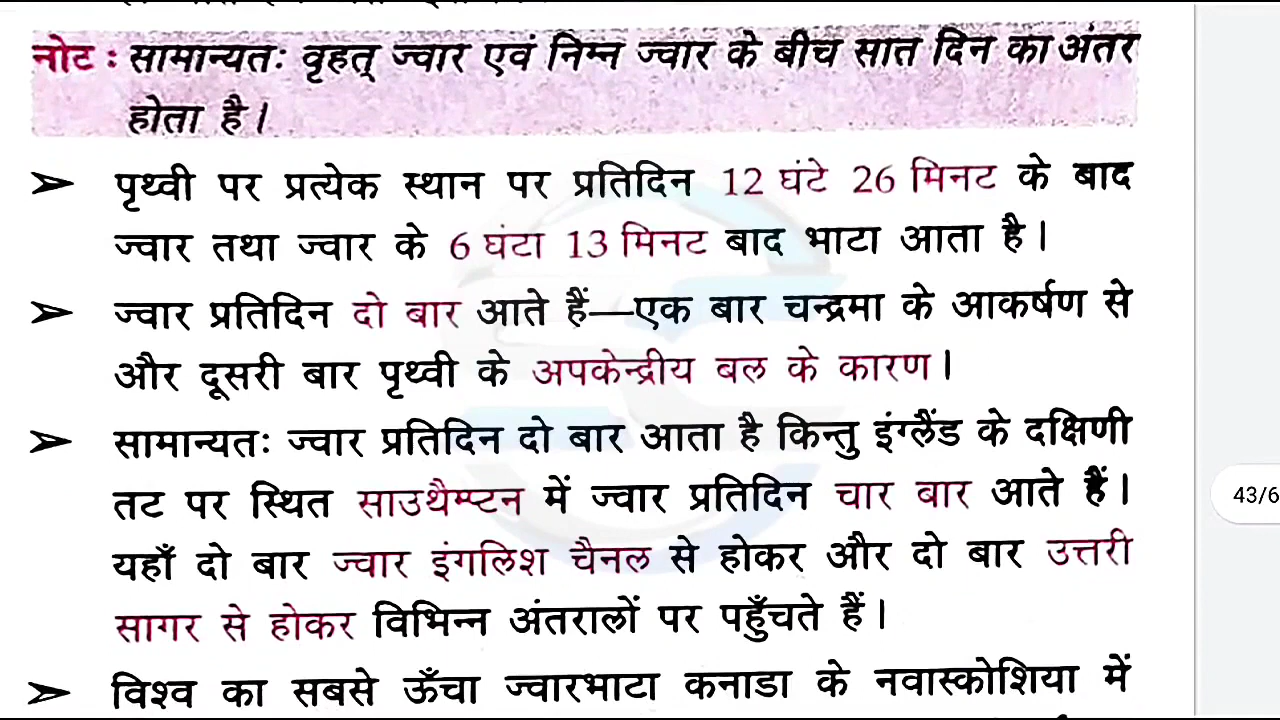 नोट : सामान्यतः वृहत् ज्वार एवं निम्न ज्वार के बीच सात दिन का अंतर
होता है।
➢ पृथ्वी पर प्रत्येक स्थान पर प्रतिदिन 12 घंटे 26 मिनट के बाद
ज्वार तथा ज्वार के 6 घंटा 13 मिनट बाद भाटा आता है।
➢ ज्वार प्रतिदिन दो बार आते हैं—एक बार चन्द्रमा के आकर्षण से
और दूसरी बार पृथ्वी के अपकेन्द्रीय बल के कारण।
➢ सामान्यतः ज्वार प्रतिदिन दो बार आता है किन्तु इंग्लैंड के दक्षिणी
तट पर स्थित साउथैम्प्टन में ज्वार प्रतिदिन चार बार आते हैं।
43/6
यहाँ दो बार ज्वार इंगलिश चैनल से होकर और दो बार उत्तरी
सागर से होकर विभिन्न अंतरालों पर पहुँचते हैं।
➢ विश्व का सबसे ऊँचा ज्वारभाटा कनाडा के नवास्कोशिया में